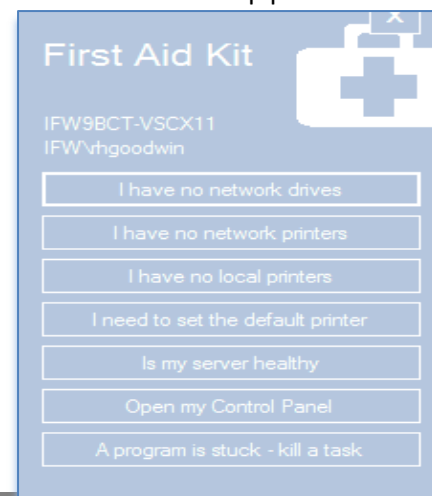 X
First Aid Kit
IFW9BCT-VSCX11
IFW\rhgoodwin
I have no network drives
I have no network printers
I have no local printers
I need to set the default printer
Is my server healthy
Open my Control Panel
A program is stuck - kill a task